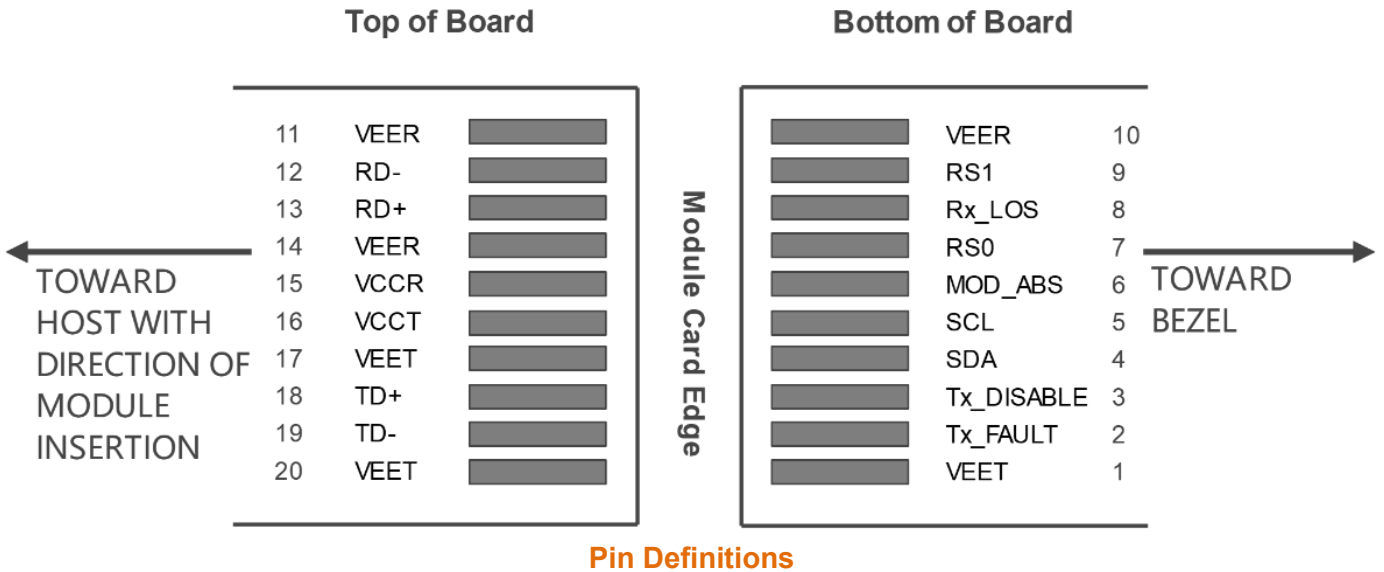 Top of Board
Bottom of Board
11 VEER
12 RD-
13 RD+
14 VEER
15 VCCR
16 VCCT
17 VEET
18 TD+
19 TD-
20 VEET
TOWARD
HOST WITH
DIRECTION OF
MODULE
INSERTION
Module Card Edge
VEER 10
RS1 9
Rx_LOS 8
RS0 7
MOD_ABS 6
SCL 5
SDA 4
Tx_DISABLE 3
Tx_FAULT 2
VEET 1
TOWARD
BEZEL
Pin Definitions